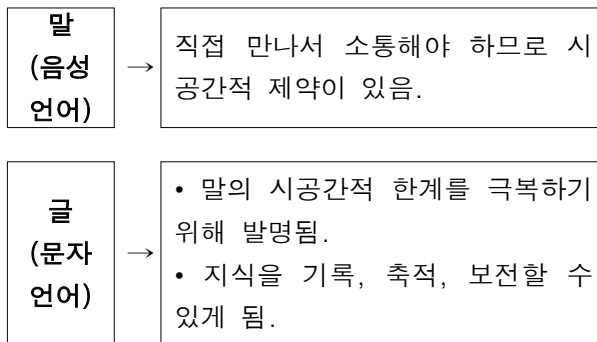 말
(음성
언어)
→
직접 만나서 소통해야 하므로 시
공간적 제약이 있음.
글
(문자
언어)
→
• 말의 시공간적 한계를 극복하기
위해 발명됨.
• 지식을 기록, 축적, 보전할 수
있게 됨.